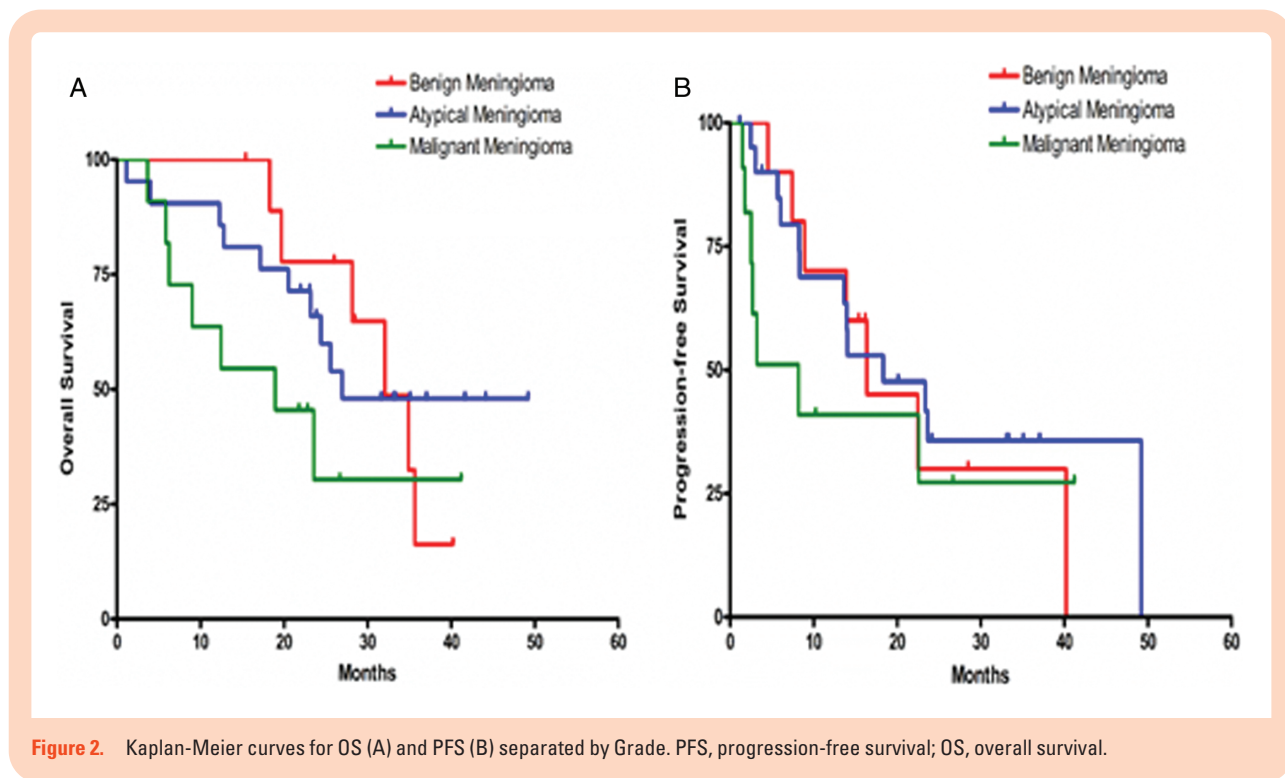 A
Benign Meningioma
Atypical Meningioma
Malignant Meningioma
Overall Survival
100
75
50
25
0
0 10 20 30 40 50 60
Months
B
Benign Meningioma
Atypical Meningioma
Malignant Meningioma
Progression-free Survival
100
75
50
25
0
0 10 20 30 40 50 60
Months
Figure 2. Kaplan-Meier curves for OS (A) and PFS (B) separated by Grade. PFS, progression-free survival; OS, overall survival.